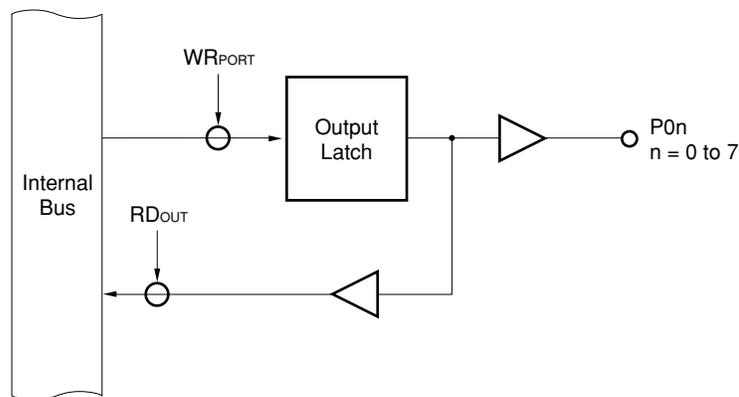 WRPORT
Output
Latch
P0n
n = 0 to 7
Internal
Bus
RDOUT